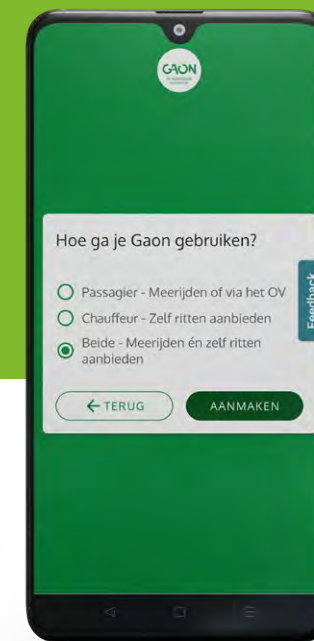 GAON
Hoe ga je Gaon gebruiken?
Passagier - Meerijden of via het OV
Chauffeur - Zelf ritten aanbieden
Beide - Meerijden én zelf ritten
aanbieden
← TERUG
AANMAKEN
Feedback